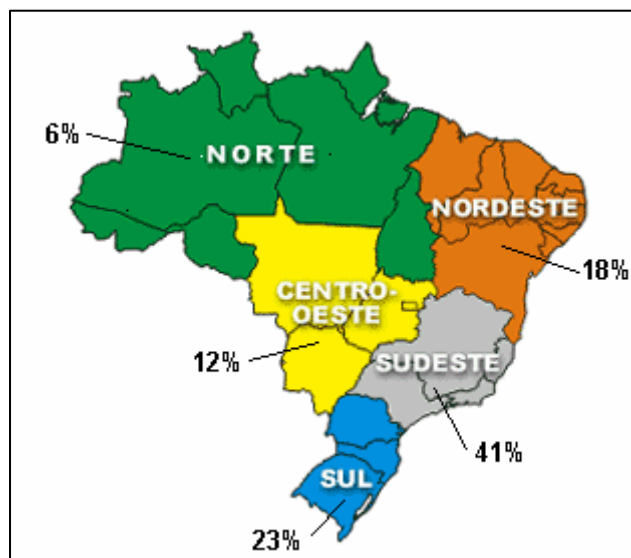 6%
NORTE
NORDESTE
18%
CENTRO-
OESTE
12%
SUDESTE
41%
SUL
23%